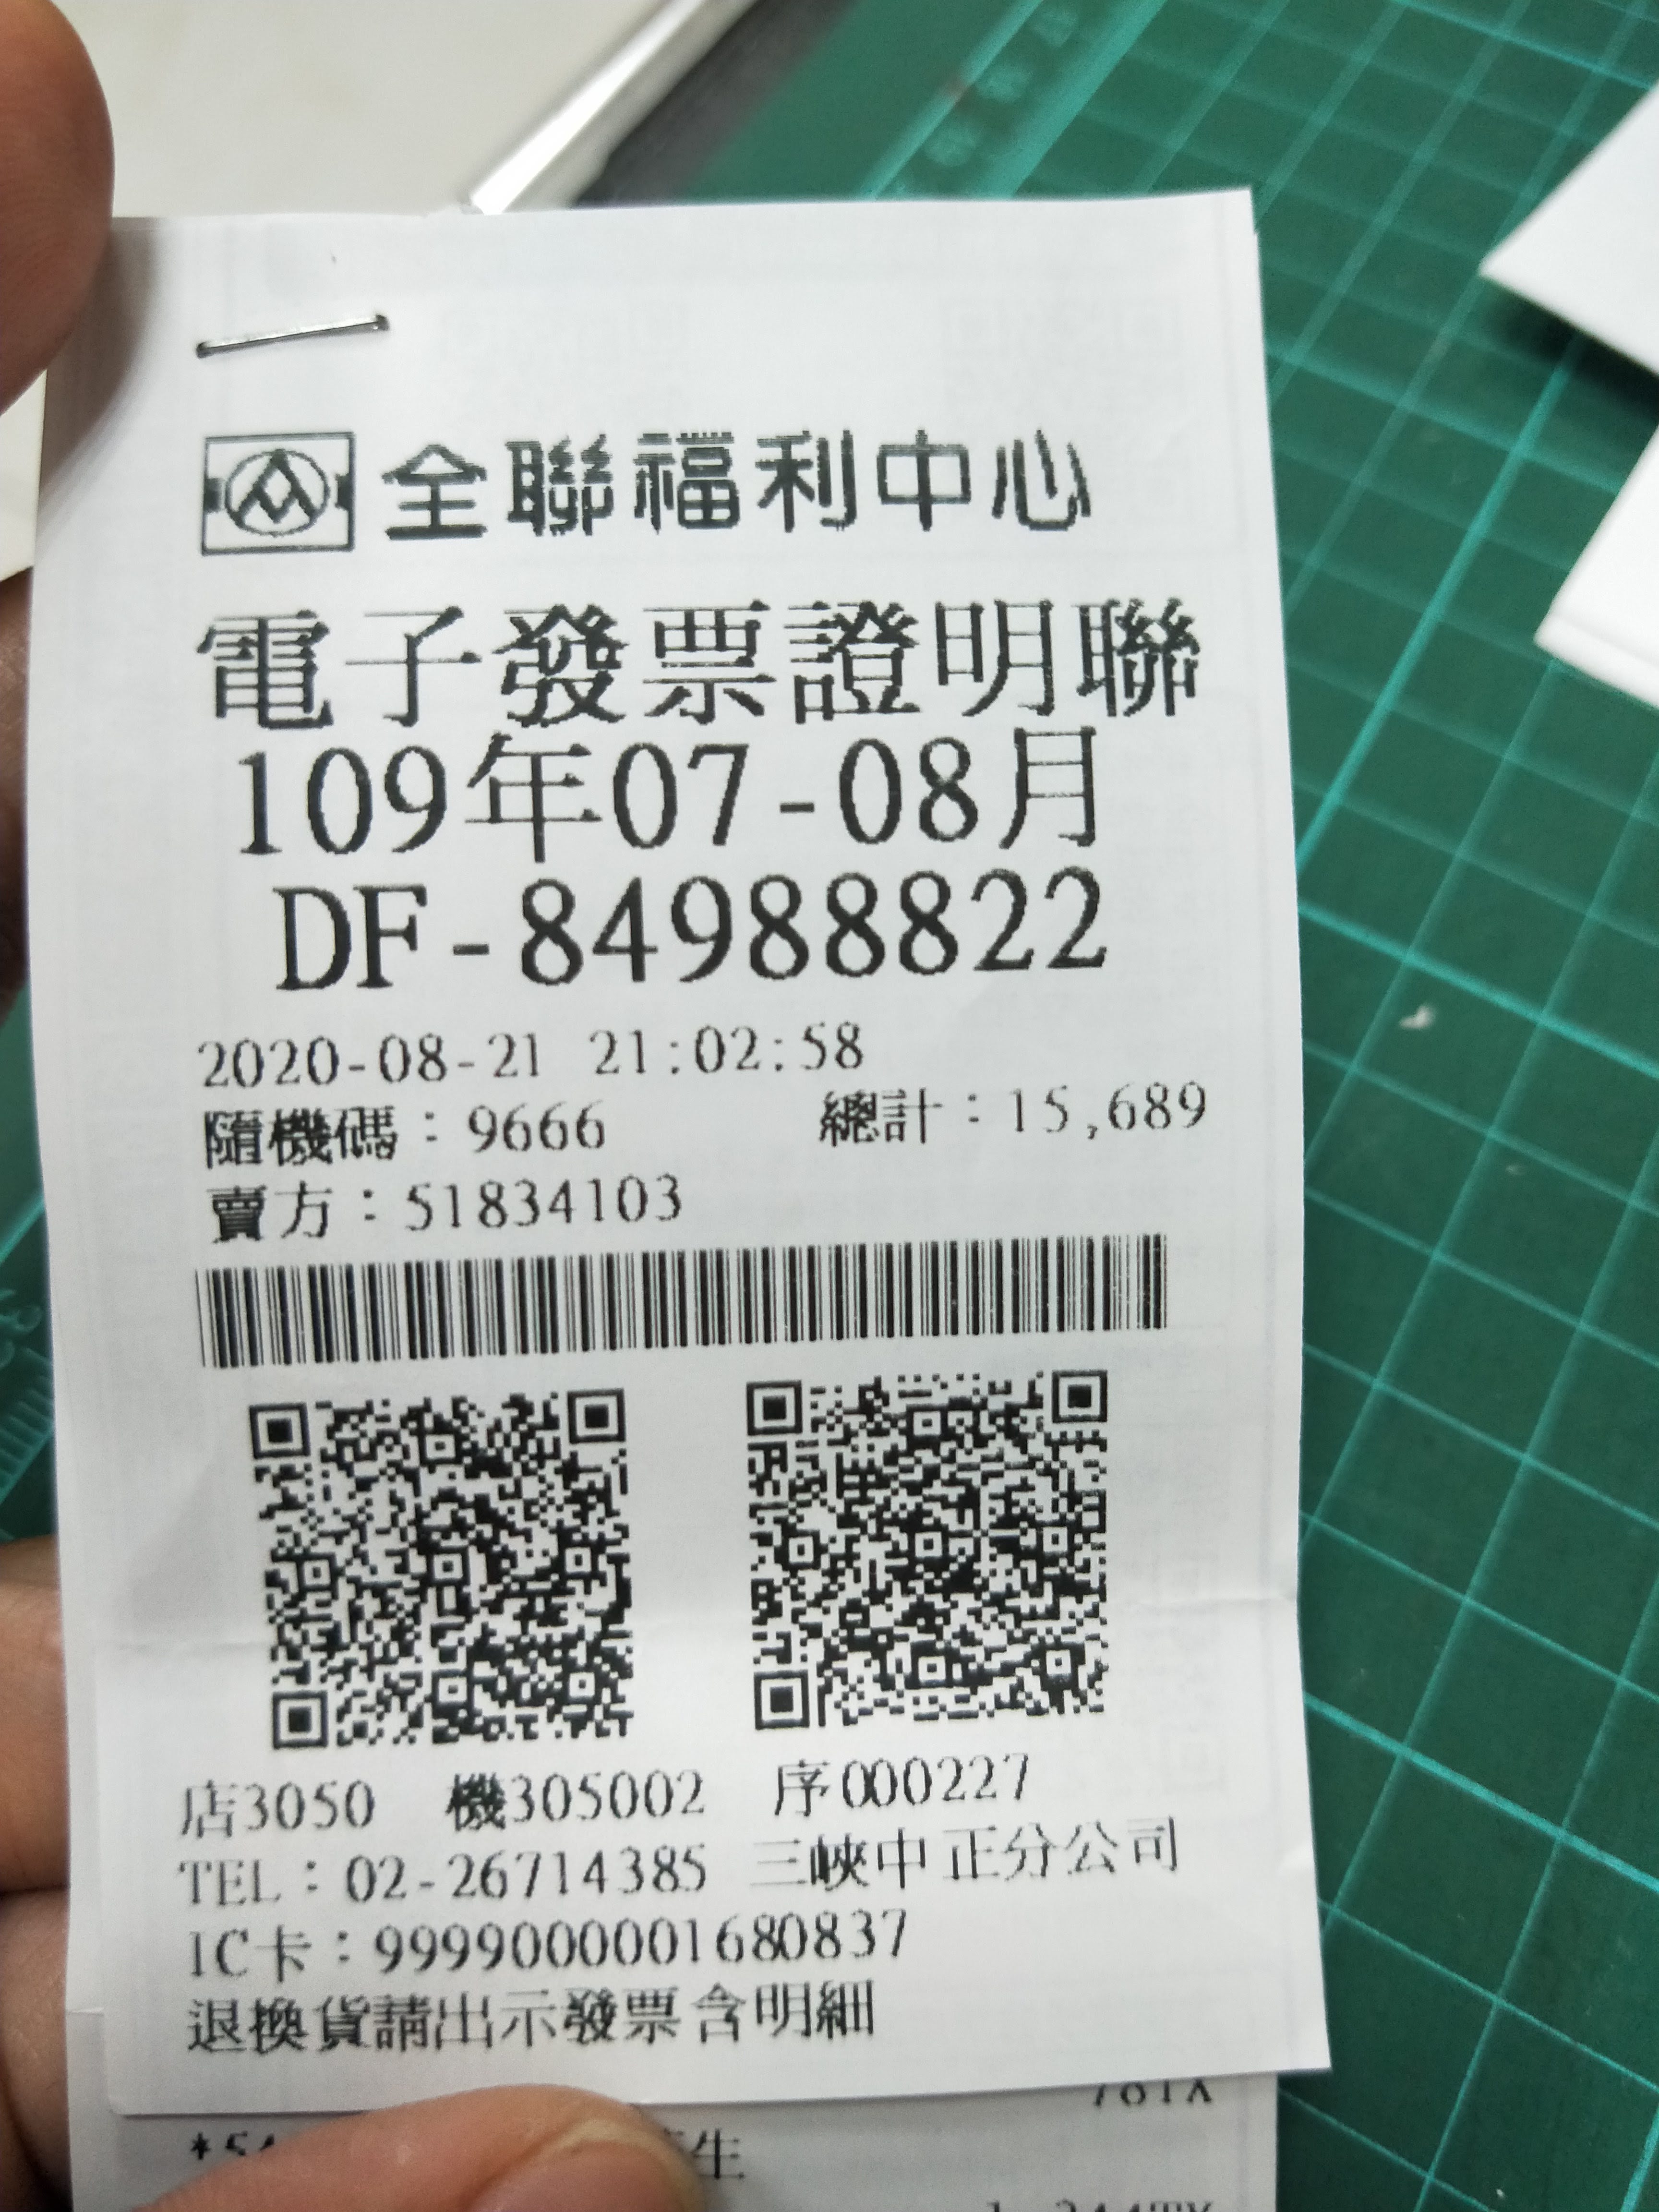 全聯福利中心
電子發票證明聯
109年07-08月
DF-84988822
2020-08-21 21:02:58
隨機碼：9666 總計：15,689
賣方：51834103
店3050 機305002 序000227
TEL：02-26714385 三峽中正分公司
IC卡：9999000001680837
退換貨請出示發票含明細